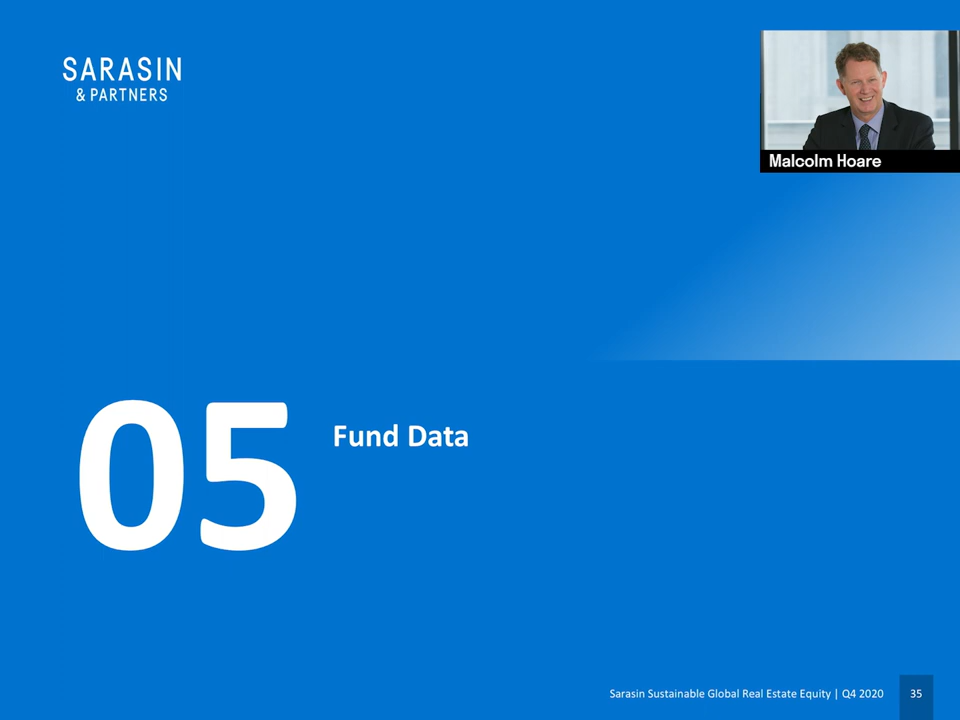 SARASIN
& PARTNERS
Malcolm Hoare
05
Fund Data
Sarasin Sustainable Global Real Estate Equity | Q4 2020
35